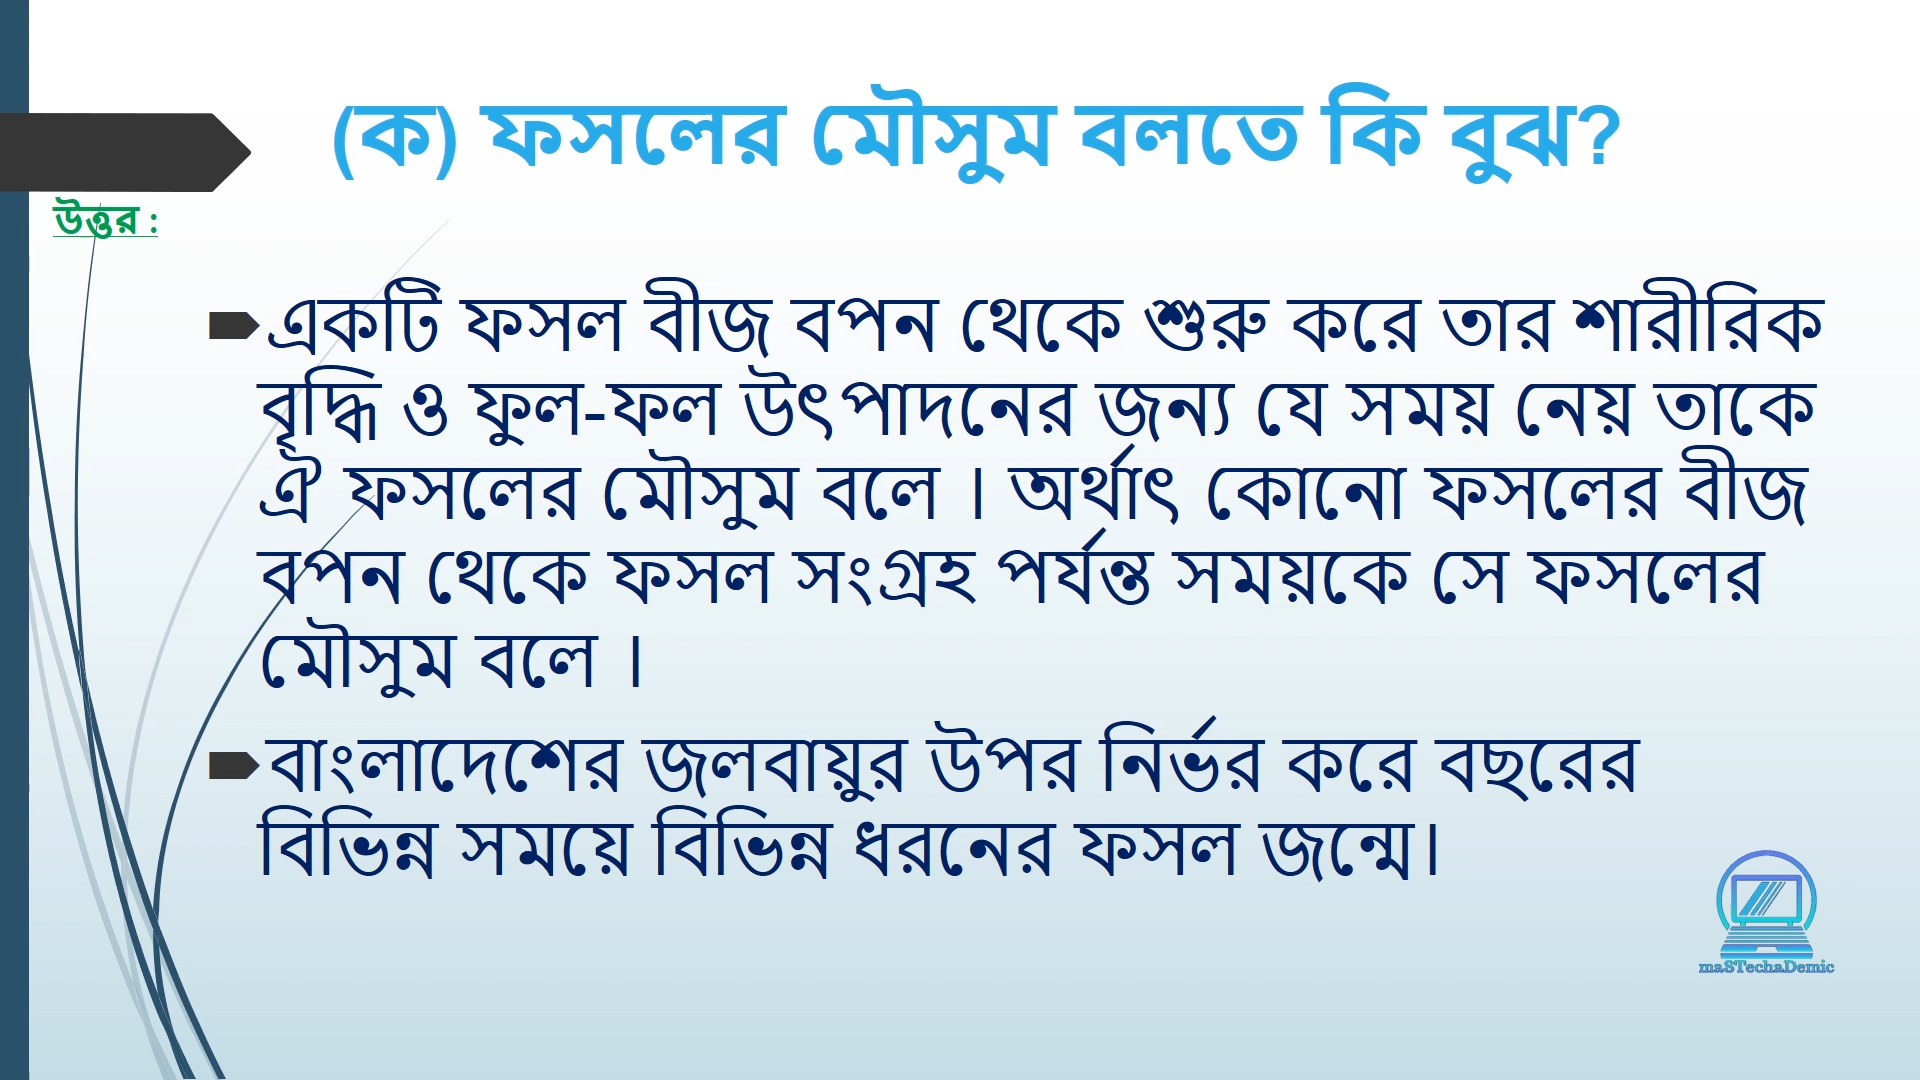 (ক) ফসলের মৌসুম বলতে কি বুঝ?
উত্তর :
একটি ফসল বীজ বপন থেকে শুরু করে তার শারীরিক
বৃদ্ধি ও ফুল-ফল উৎপাদনের জন্য যে সময় নেয় তাকে
ঐ ফসলের মৌসুম বলে । অর্থাৎ কোনো ফসলের বীজ
বপন থেকে ফসল সংগ্রহ পর্যন্ত সময়কে সে ফসলের
মৌসুম বলে ।
বাংলাদেশের জলবায়ুর উপর নির্ভর করে বছরের
বিভিন্ন সময়ে বিভিন্ন ধরনের ফসল জন্মে।
maSTechaDemic